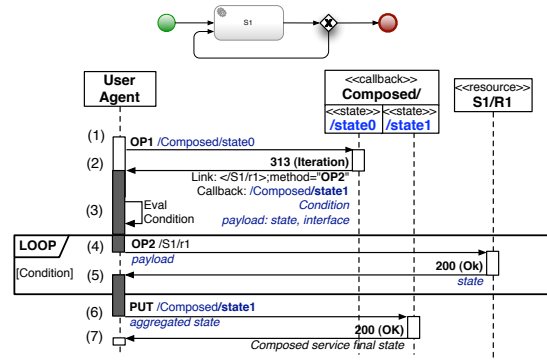 S1
User
Agent
<<callback>>
Composed/
<<state>> <<state>>
/state0 /state1
<<resource>>
S1/R1
(1)
OP1 /Composed/state0
(2)
313 (Iteration)
Link: </S1/r1>;method="OP2"
Callback: /Composed/state1
Condition
payload: state, interface
(3)
Eval
Condition
LOOP
[Condition]
(4)
OP2 /S1/r1
payload
(5)
200 (Ok)
state
(6)
PUT /Composed/state1
aggregated state
(7)
200 (OK)
Composed service final state